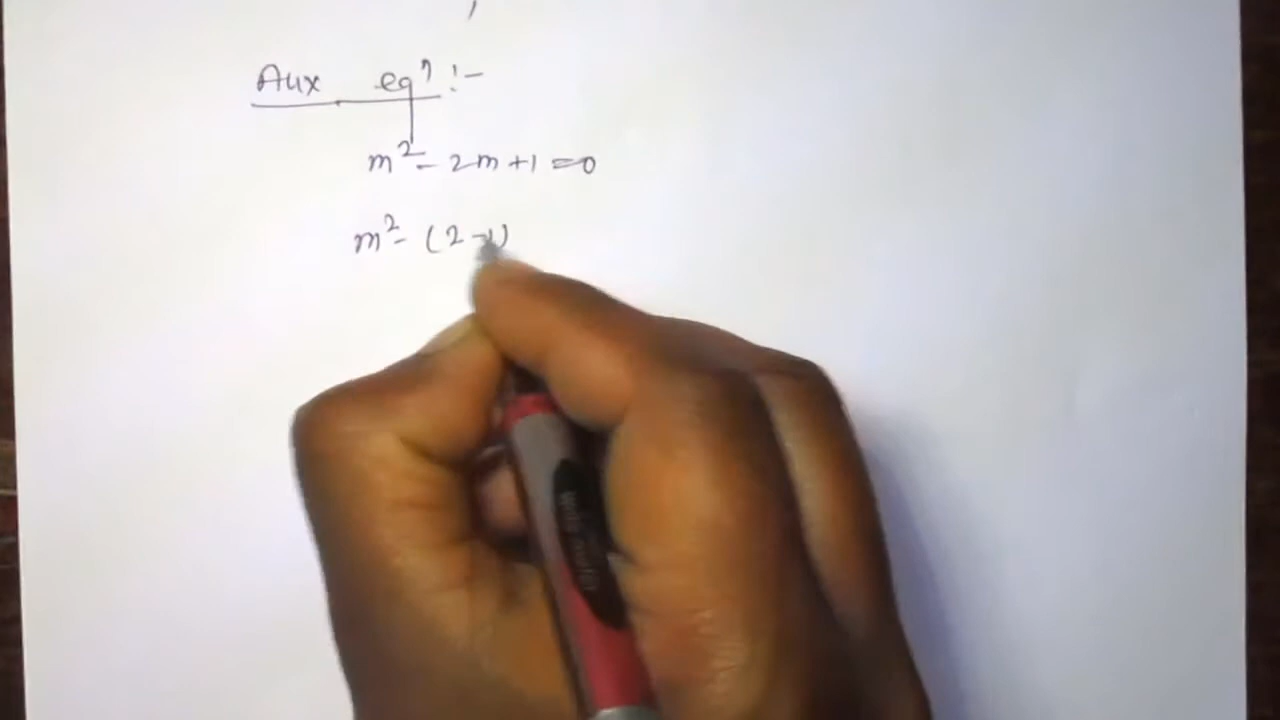 Aux eqⁿ :-
m² - 2m + 1 = 0
m² - (2 - 1)